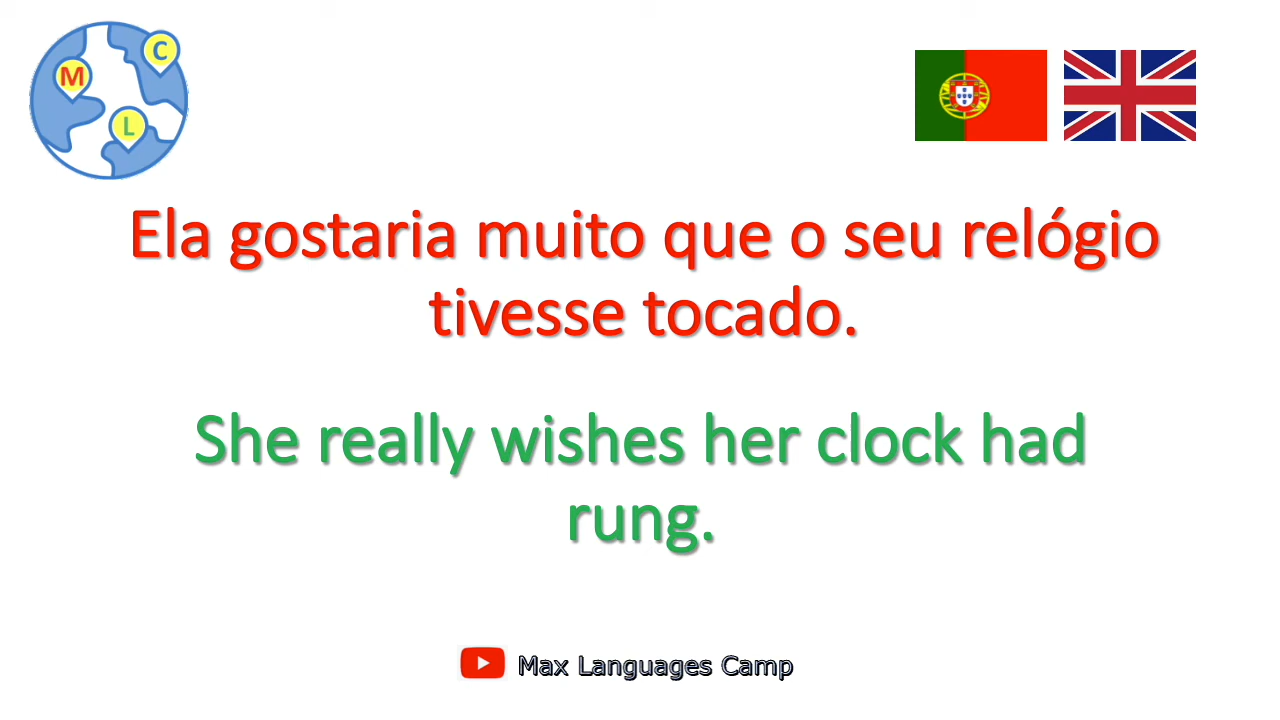 C
M
L
Ela gostaria muito que o seu relógio
tivesse tocado.
She really wishes her clock had
rung.
Max Languages Camp